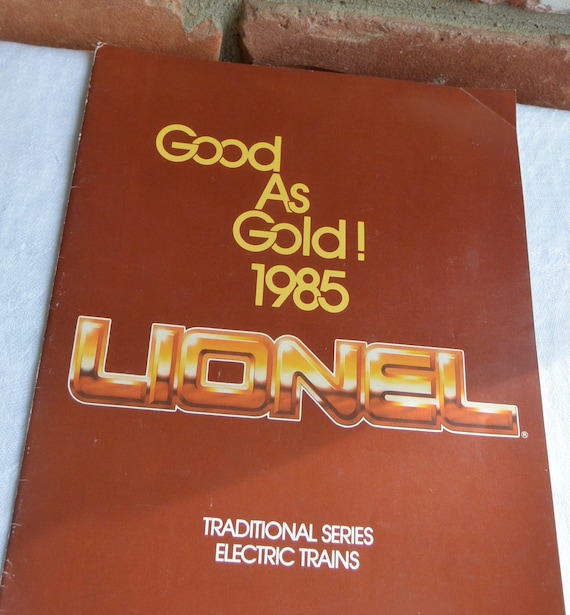 Good
As
Gold!
1985
LIONEL®
TRADITIONAL SERIES
ELECTRIC TRAINS